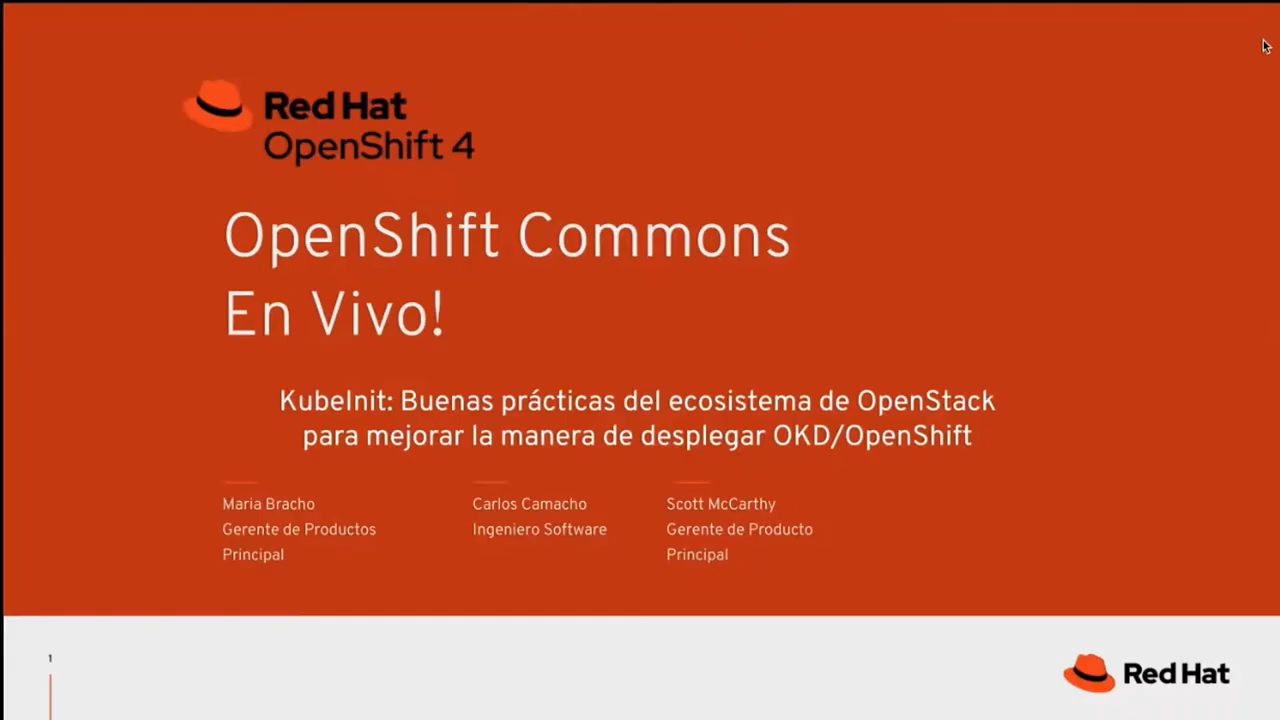 Red Hat
OpenShift 4
OpenShift Commons
En Vivo!
KubeInit: Buenas prácticas del ecosistema de OpenStack
para mejorar la manera de desplegar OKD/OpenShift
Maria Bracho
Gerente de Productos
Principal
Carlos Camacho
Ingeniero Software
Scott McCarthy
Gerente de Producto
Principal
1
Red Hat